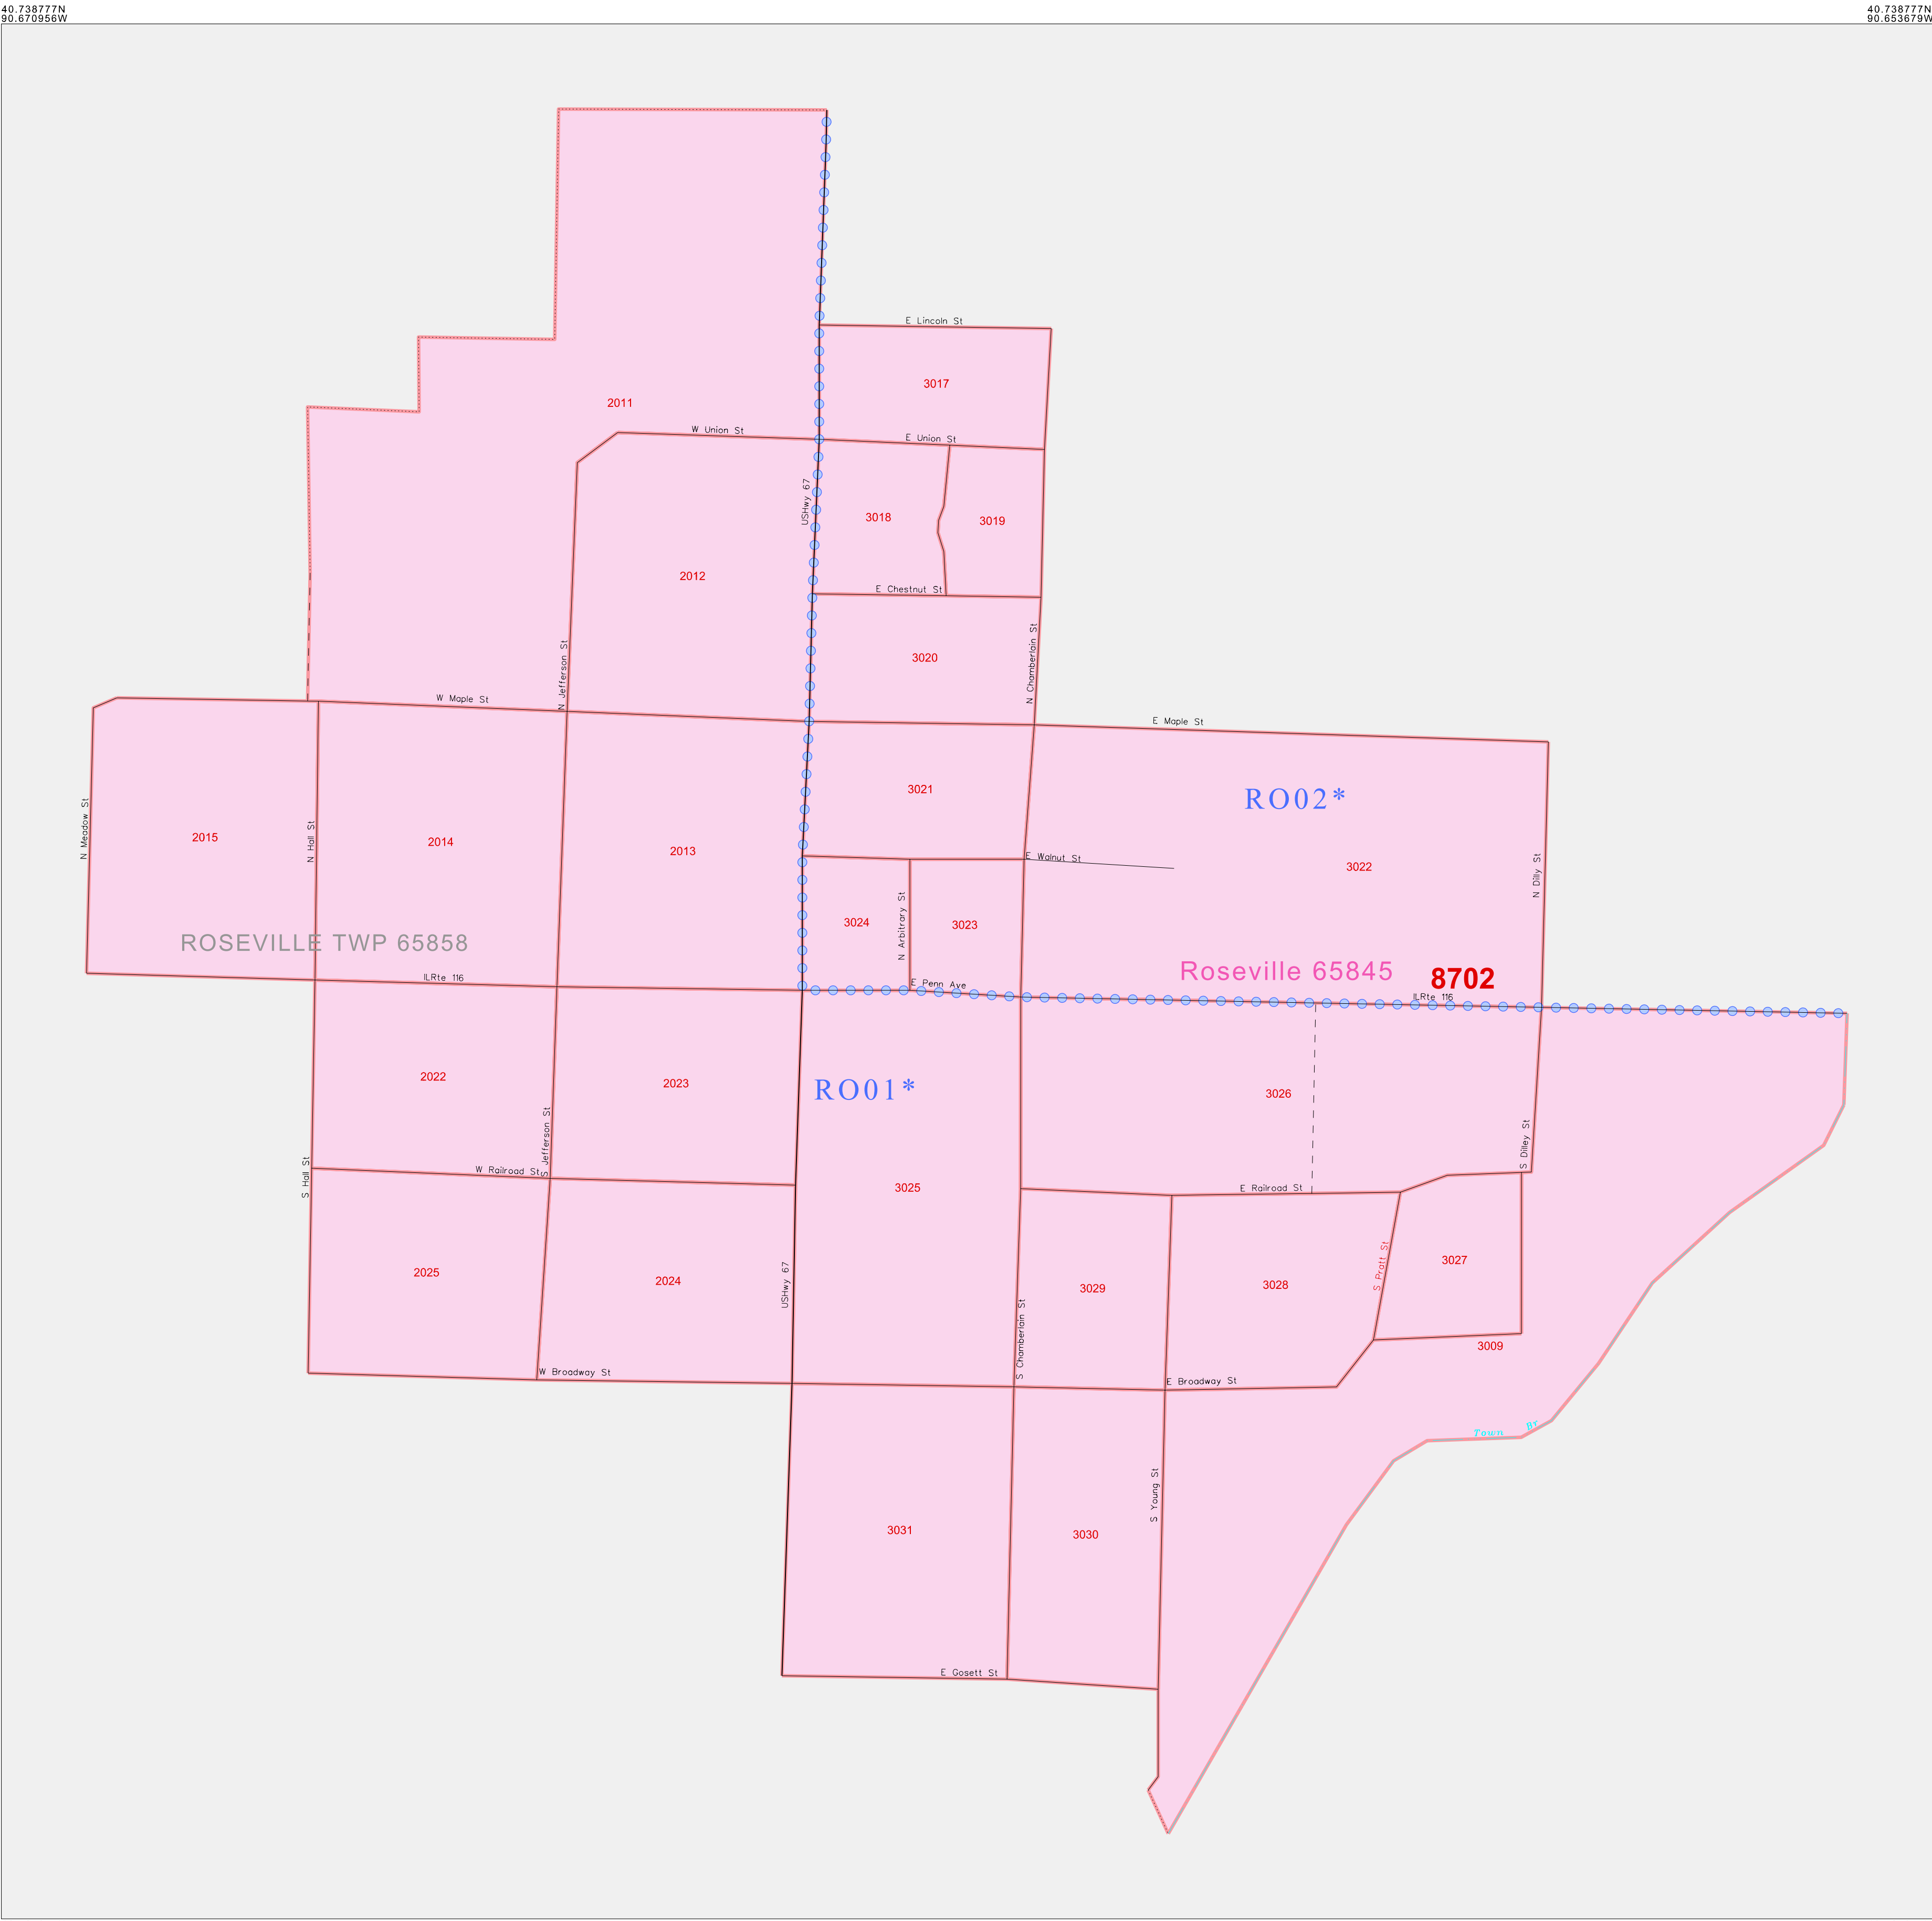 40.738777N
90.670956W
40.738777N
90.653679W
E Lincoln St
3017
2011
W Union St
E Union St
USHwy 67
3018
3019
2012
E Chestnut St
N Jefferson St
N Chamberlain St
3020
W Maple St
E Maple St
3021
RO02*
N Meadow St
2015
N Hall St
2014
2013
E Walnut St
3022
N Dilly St
3024
N Arbitrary St
3023
ROSEVILLE TWP 65858
Roseville 65845
8702
ILRte 116
E Penn Ave
ILRte 116
2022
2023
RO01*
3026
S Jefferson St
S Dilley St
S Hall St
W Railroad St
3025
E Railroad St
2025
2024
USHwy 67
3029
3028
S Pratt St
3027
S Chamberlain St
3009
W Broadway St
E Broadway St
Town Br
S Young St
3031
3030
E Gosett St